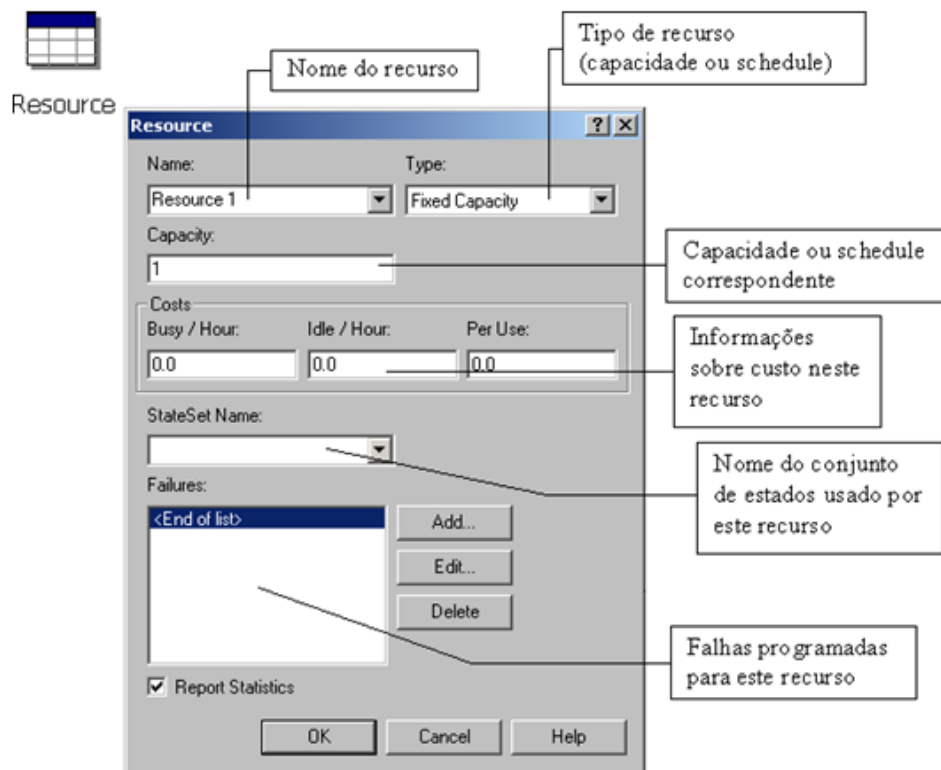 Resource
Nome do recurso
Tipo de recurso
(capacidade ou schedule)
Resource
Name:
Type:
Resource 1
Fixed Capacity
Capacity:
1
Capacidade ou schedule
correspondente
Costs
Busy / Hour:
Idle / Hour:
Per Use:
0.0
0.0
0.0
Informações
sobre custo neste
recurso
StateSet Name:
Nome do conjunto
de estados usado por
este recurso
Failures:
<End of list>
Add...
Edit...
Delete
Falhas programadas
para este recurso
Report Statistics
OK
Cancel
Help